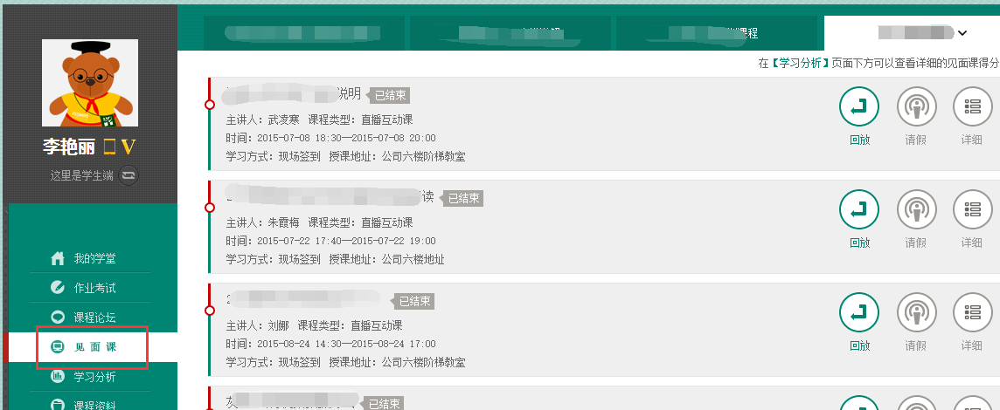 课程
在【学习分析】页面下方可以查看详细的见面课得分
李艳丽 V
这里是学生端
我的学堂
作业考试
课程论坛
见面课
学习分析
课程资料
说明 已结束
主讲人：武凌寒 课程类型：直播互动课
时间：2015-07-08 18:30—2015-07-08 20:00
学习方式：现场签到 授课地址：公司六楼阶梯教室
回放 请假 详细
读 已结束
主讲人：朱霞梅 课程类型：直播互动课
时间：2015-07-22 17:40—2015-07-22 19:00
学习方式：现场签到 授课地址：公司六楼地址
回放 请假 详细
已结束
主讲人：刘娜 课程类型：直播互动课
时间：2015-08-24 14:30—2015-08-24 17:00
学习方式：现场签到 授课地址：公司六楼阶梯教室
回放 请假 详细
已结束